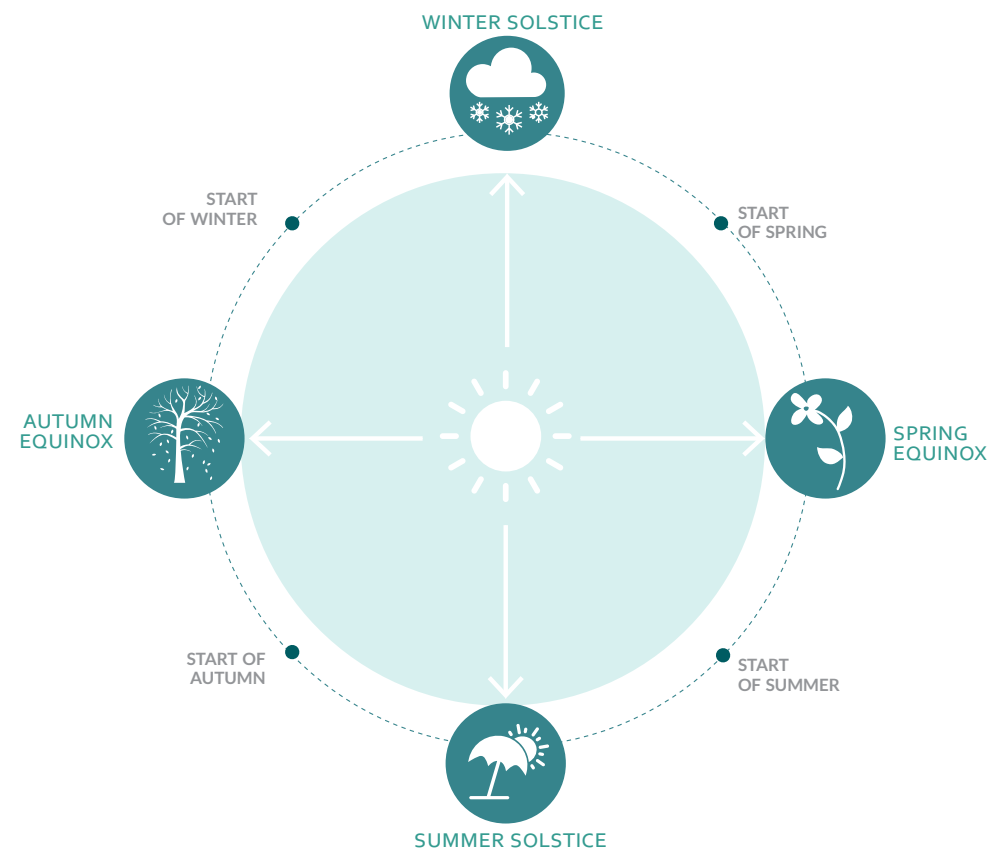 WINTER SOLSTICE
START
OF WINTER
START
OF SPRING
AUTUMN
EQUINOX
SPRING
EQUINOX
START OF
AUTUMN
START
OF SUMMER
SUMMER SOLSTICE